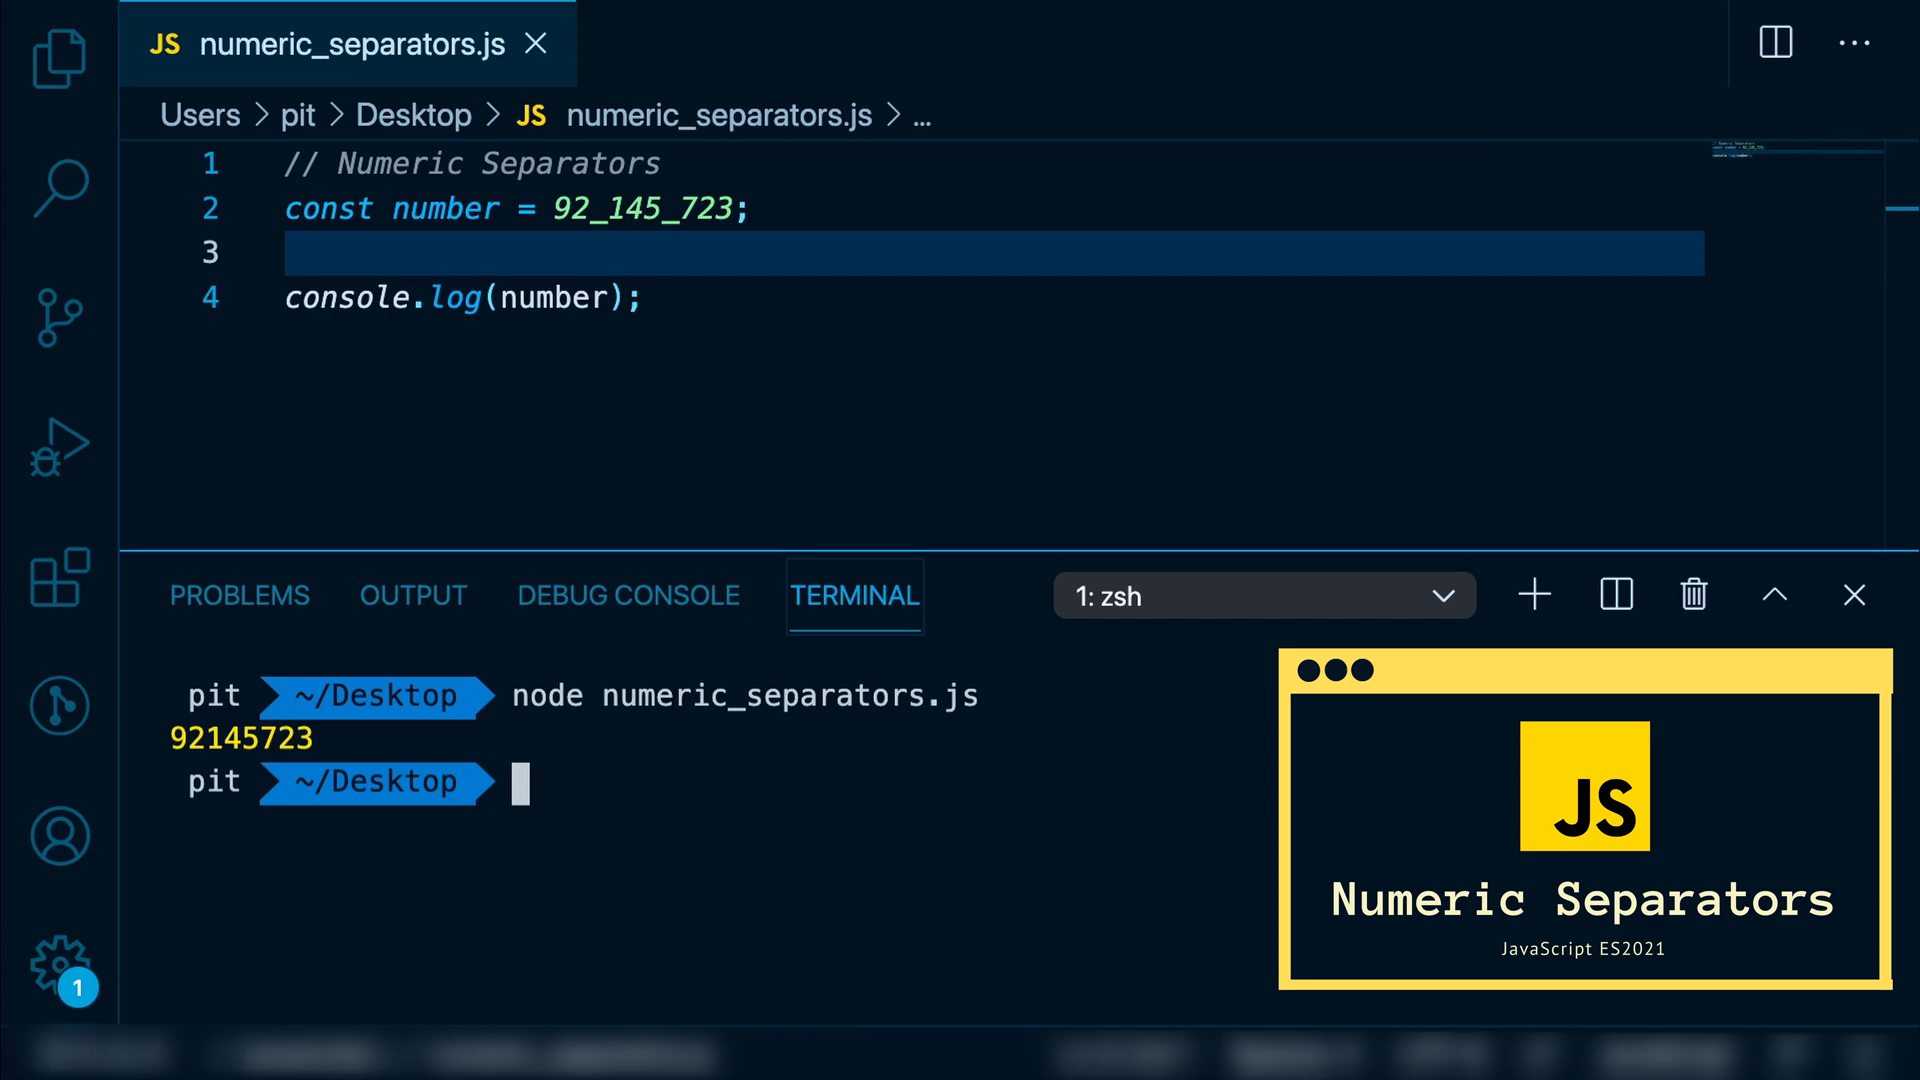 JS numeric_separators.js
Users > pit > Desktop > JS numeric_separators.js > ...
1 // Numeric Separators
2 const number = 92_145_723;
3
4 console.log(number);
PROBLEMS OUTPUT DEBUG CONSOLE TERMINAL 1: zsh
pit ~/Desktop node numeric_separators.js
92145723
pit ~/Desktop
JS
Numeric Separators
JavaScript ES2021
1